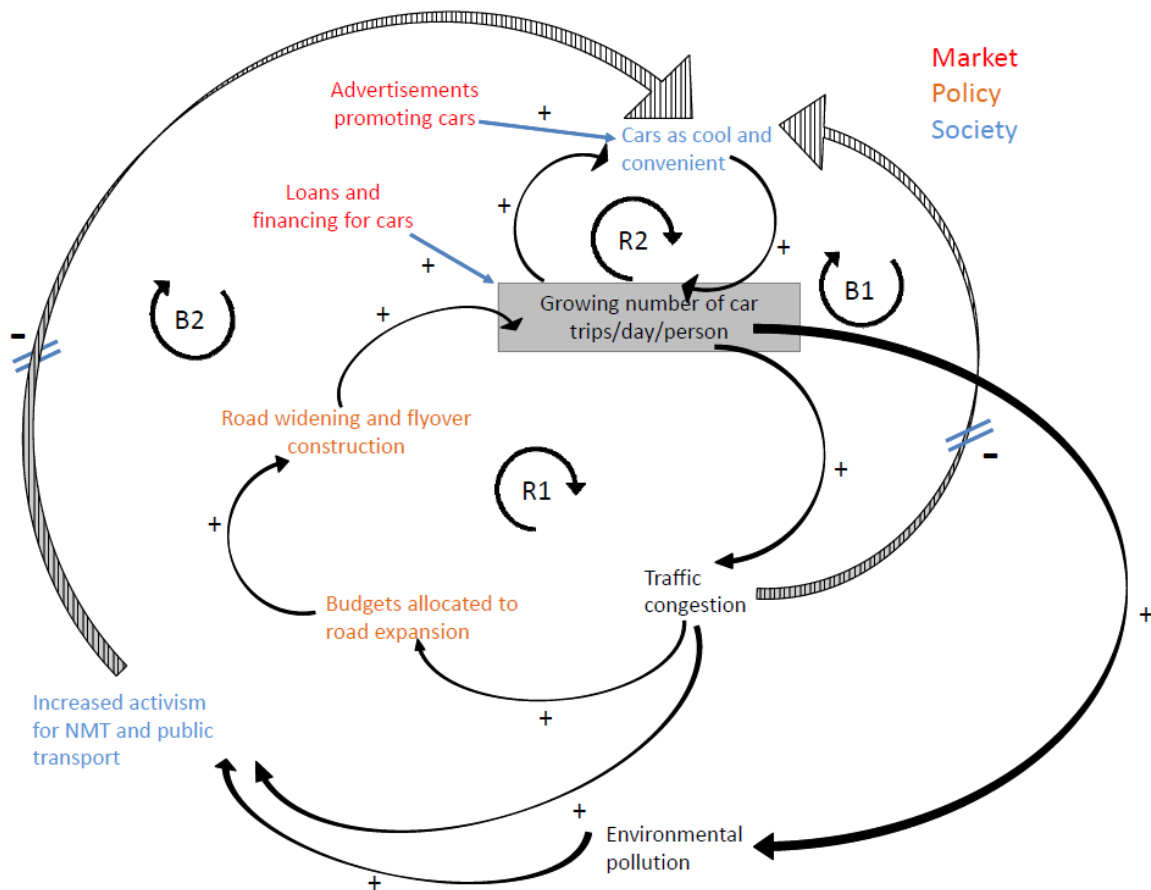 Market
Policy
Society
Advertisements
promoting cars
+
Cars as cool and
convenient
Loans and
financing for cars
+
+
R2
+
B1
B2
-
+
Growing number of car
trips/day/person
Road widening and flyover
construction
R1
+
-
+
Budgets allocated to
road expansion
Traffic
congestion
+
Increased activism
for NMT and public
transport
+
+
Environmental
pollution
+